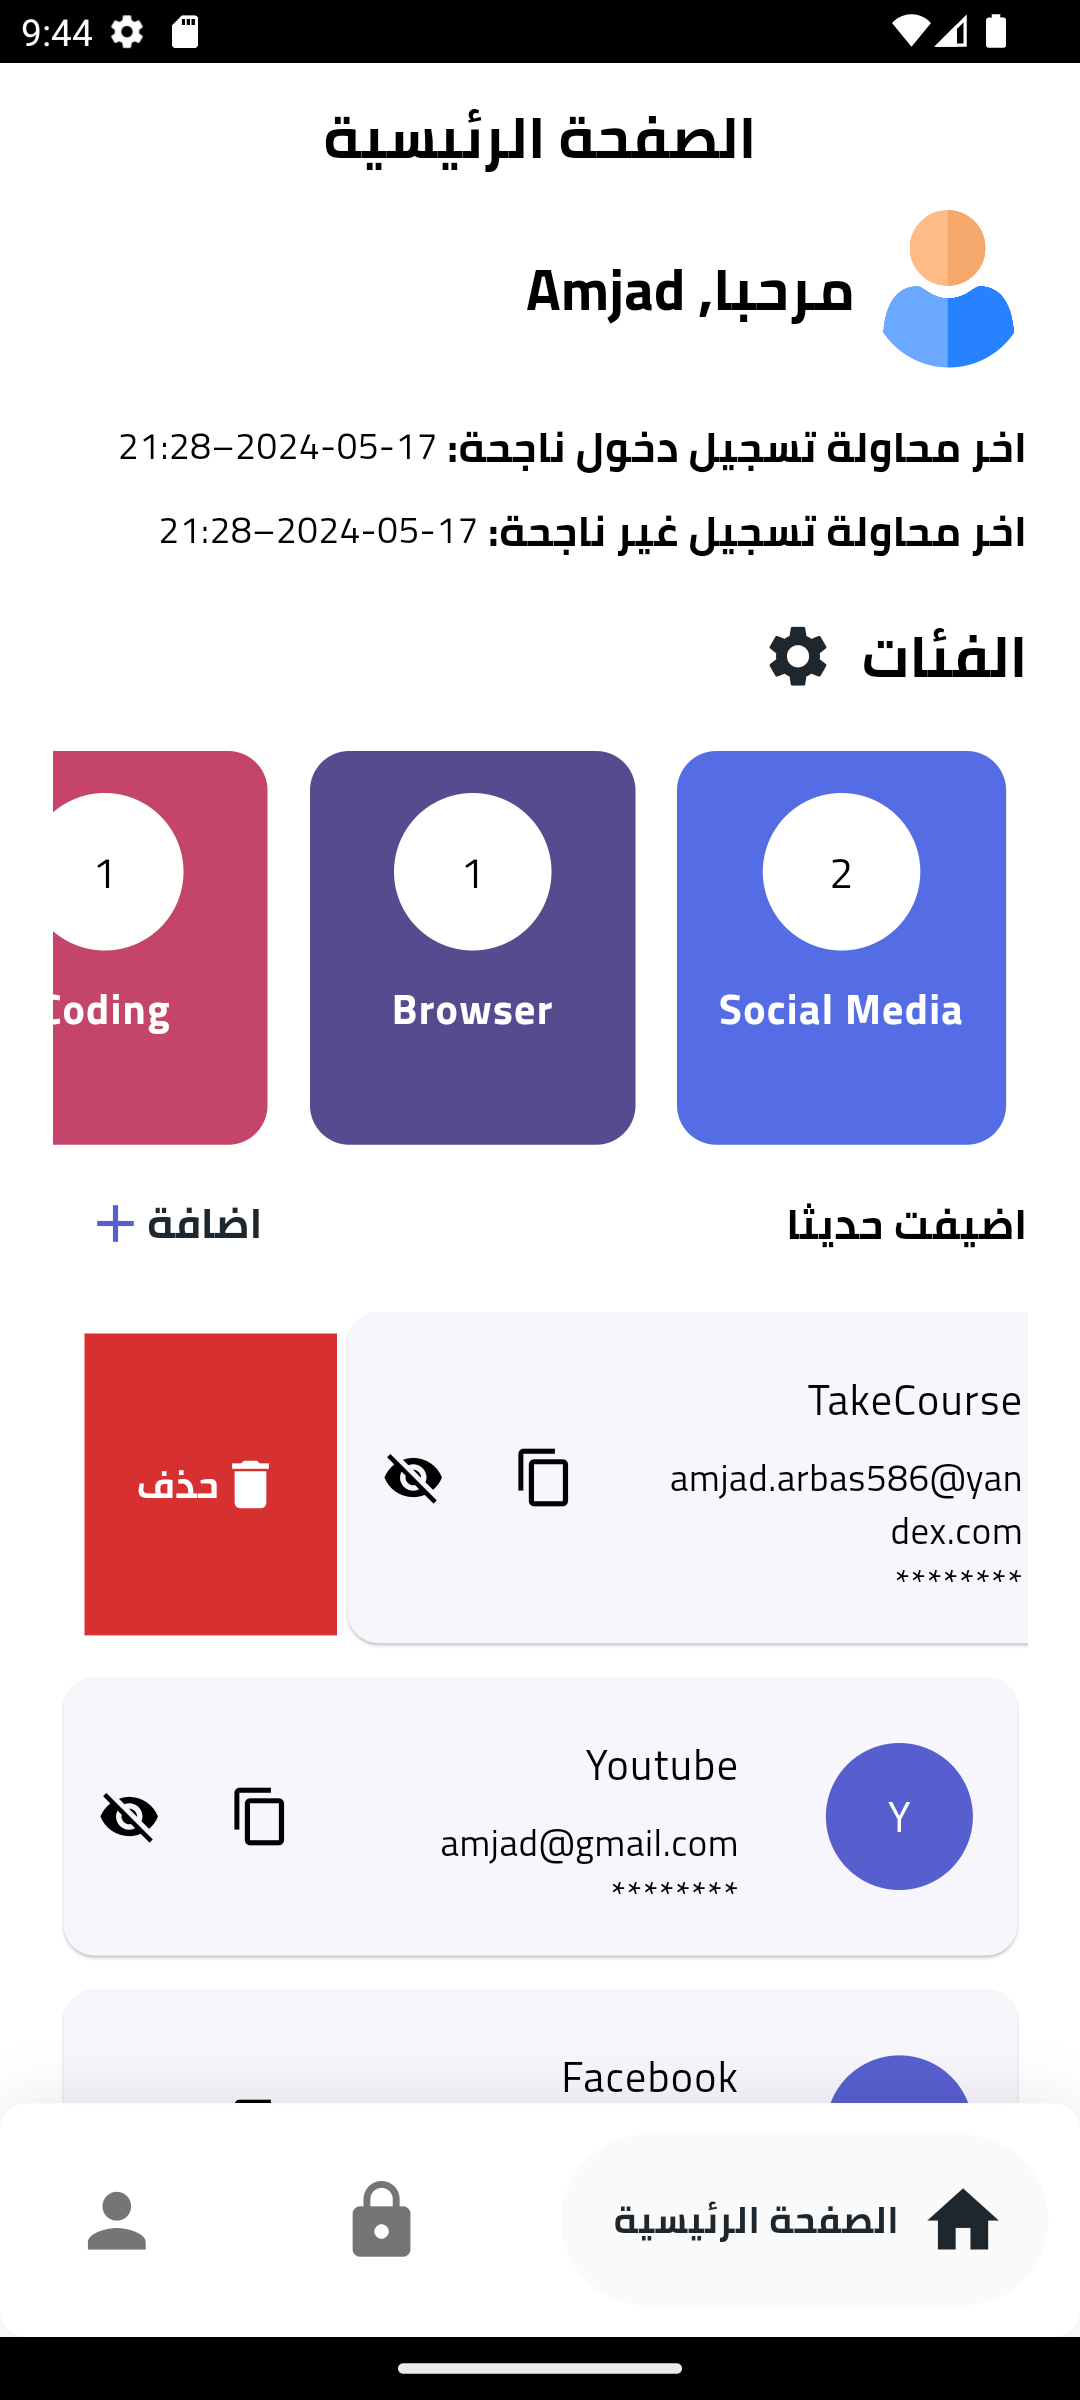 9:44
الصفحة الرئيسية
مرحبا, Amjad
اخر محاولة تسجيل دخول ناجحة: 21:28–2024-05-17
اخر محاولة تسجيل غير ناجحة: 21:28–2024-05-17
الفئات
2
1
1
Social Media
Browser
Coding
اضيفت حديثا
اضافة
TakeCourse
amjad.arbas586@yan
dex.com
********
حذف
Youtube
Y
amjad@gmail.com
********
Facebook
الصفحة الرئيسية